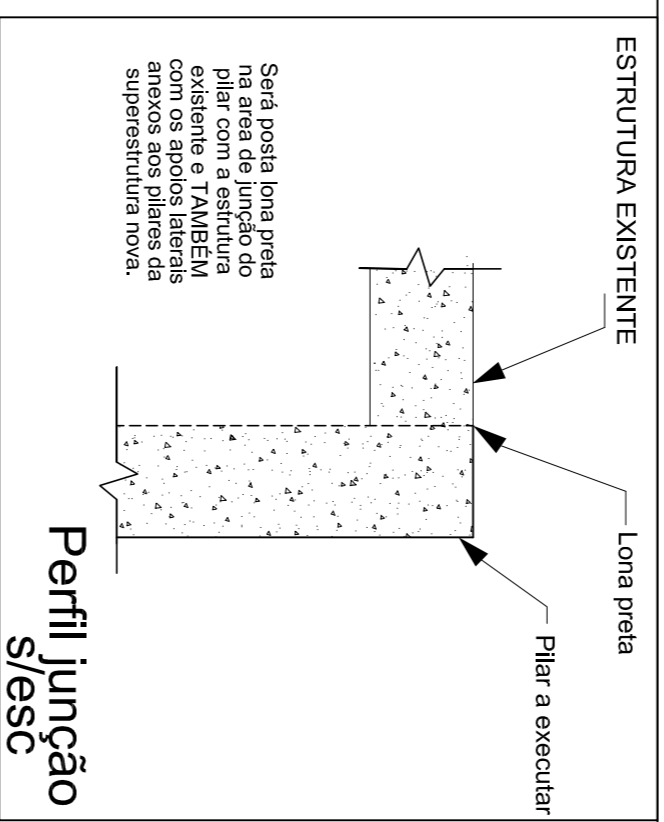 ESTRUTURA EXISTENTE
Lona preta
Pilar a executar
Será posta lona preta
na area de junção do
pilar com a estrutura
existente e TAMBÉM
com os apoios laterais
anexos aos pilares da
superestrutura nova.
Perfil junção
s/esc